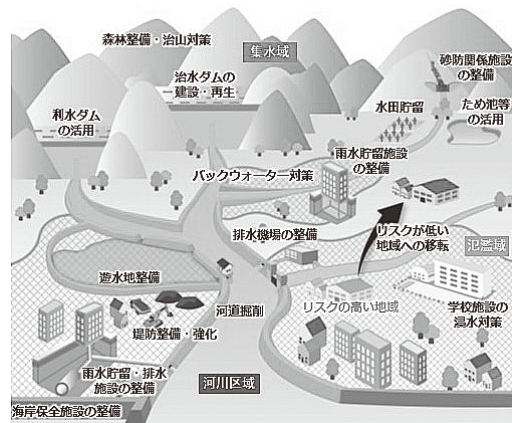 森林整備・治山対策
集水域
砂防関係施設
の整備
治水ダムの
建設・再生
水田貯留
ため池等
の活用
利水ダム
の活用
雨水貯留施設
の整備
バックウォーター対策
リスクが低い
地域への移転
排水機場の整備
氾濫域
遊水地整備
河道掘削
リスクの高い地域
学校施設の
浸水対策
堤防整備・強化
雨水貯留・排水
施設の整備
河川区域
海岸保全施設の整備